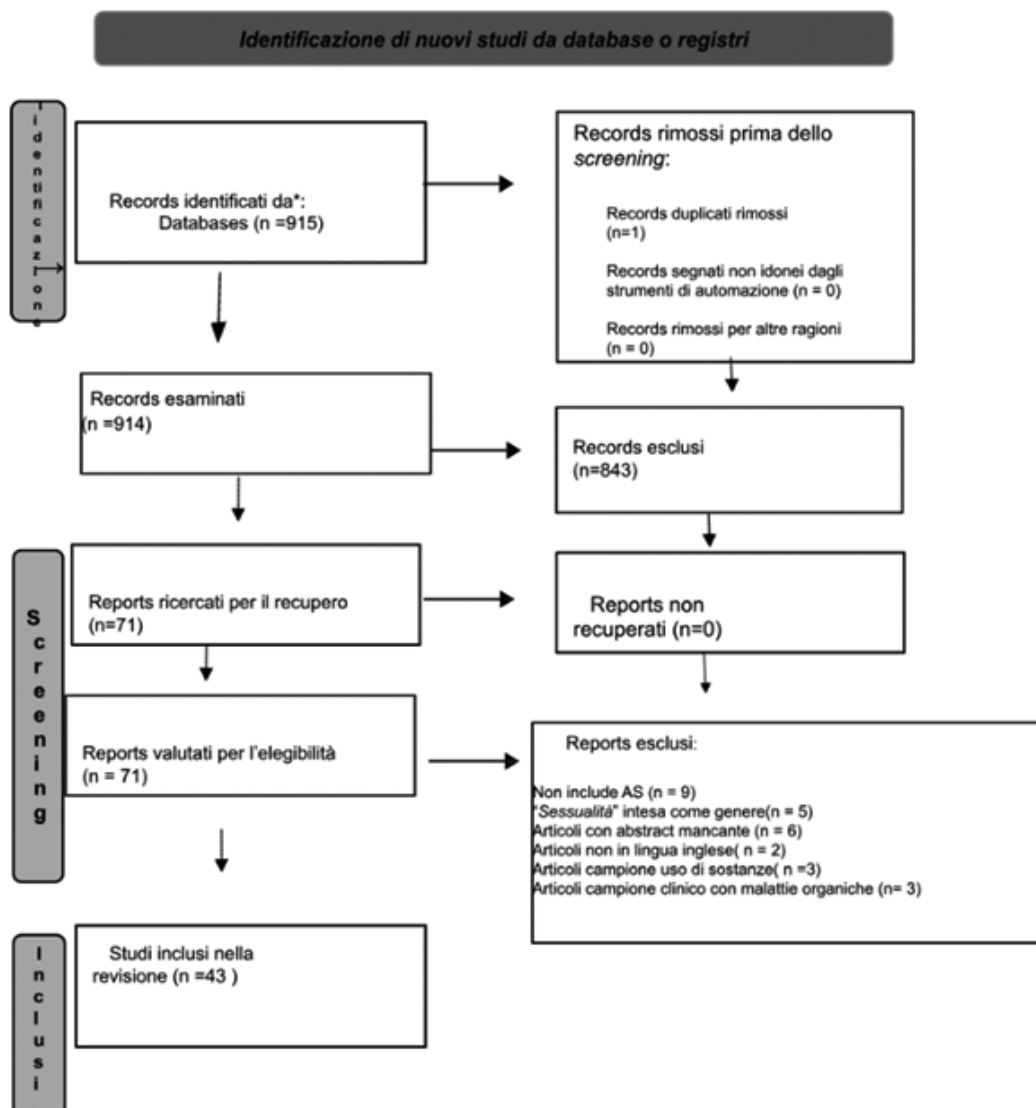 Identificazione di nuovi studi da database o registri
Identificazione
Records identificati da*:
Databases (n =915)
Records rimossi prima dello
screening:
Records duplicati rimossi
(n=1)
Records segnati non idonei dagli
strumenti di automazione (n = 0)
Records rimossi per altre ragioni
(n = 0)
Records esaminati
(n =914)
Records esclusi
(n=843)
Screening
Reports ricercati per il recupero
(n=71)
Reports non
recuperati (n=0)
Reports valutati per l'elegibilità
(n = 71)
Reports esclusi:
Non include AS (n = 9)
"Sessualità" intesa come genere(n = 5)
Articoli con abstract mancante (n = 6)
Articoli non in lingua inglese( n = 2)
Articoli campione uso di sostanze( n =3)
Articoli campione clinico con malattie organiche (n= 3)
Inclusi
Studi inclusi nella
revisione (n =43 )